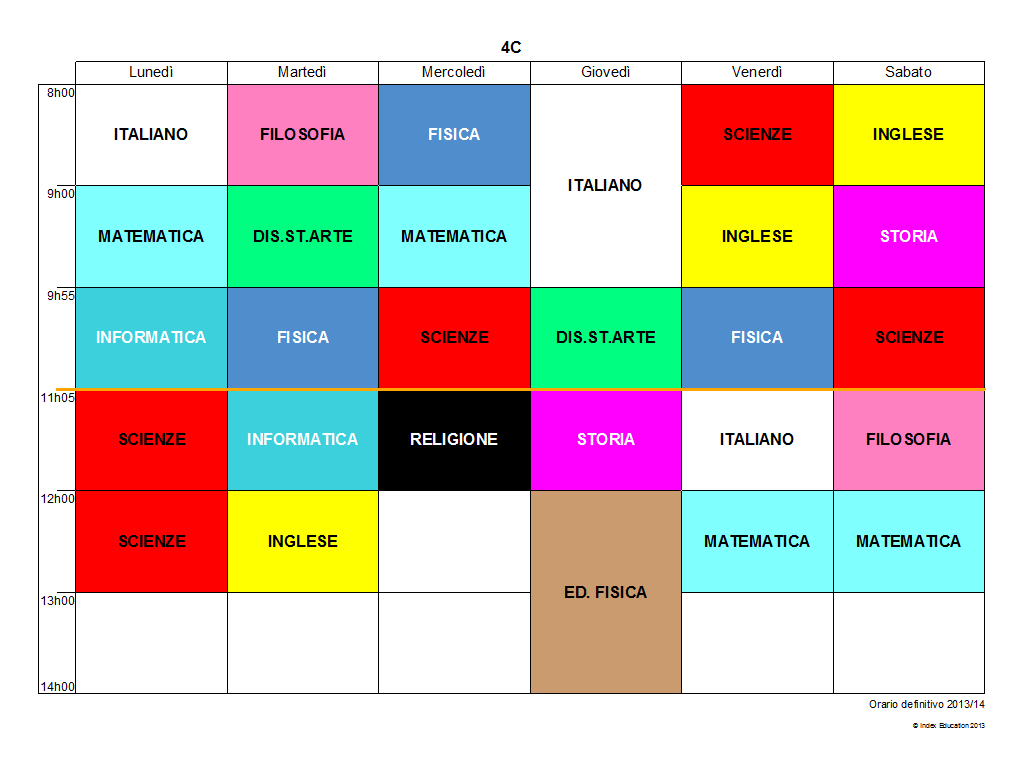 4C
Lunedì Martedì Mercoledì Giovedì Venerdì Sabato
8h00
ITALIANO FILOSOFIA FISICA ITALIANO SCIENZE INGLESE
9h00
MATEMATICA DIS.ST.ARTE MATEMATICA INGLESE STORIA
9h55
INFORMATICA FISICA SCIENZE DIS.ST.ARTE FISICA SCIENZE
11h05
SCIENZE INFORMATICA RELIGIONE STORIA ITALIANO FILOSOFIA
12h00
SCIENZE INGLESE ED. FISICA MATEMATICA MATEMATICA
13h00
14h00
Orario definitivo 2013/14
© Index Education 2013